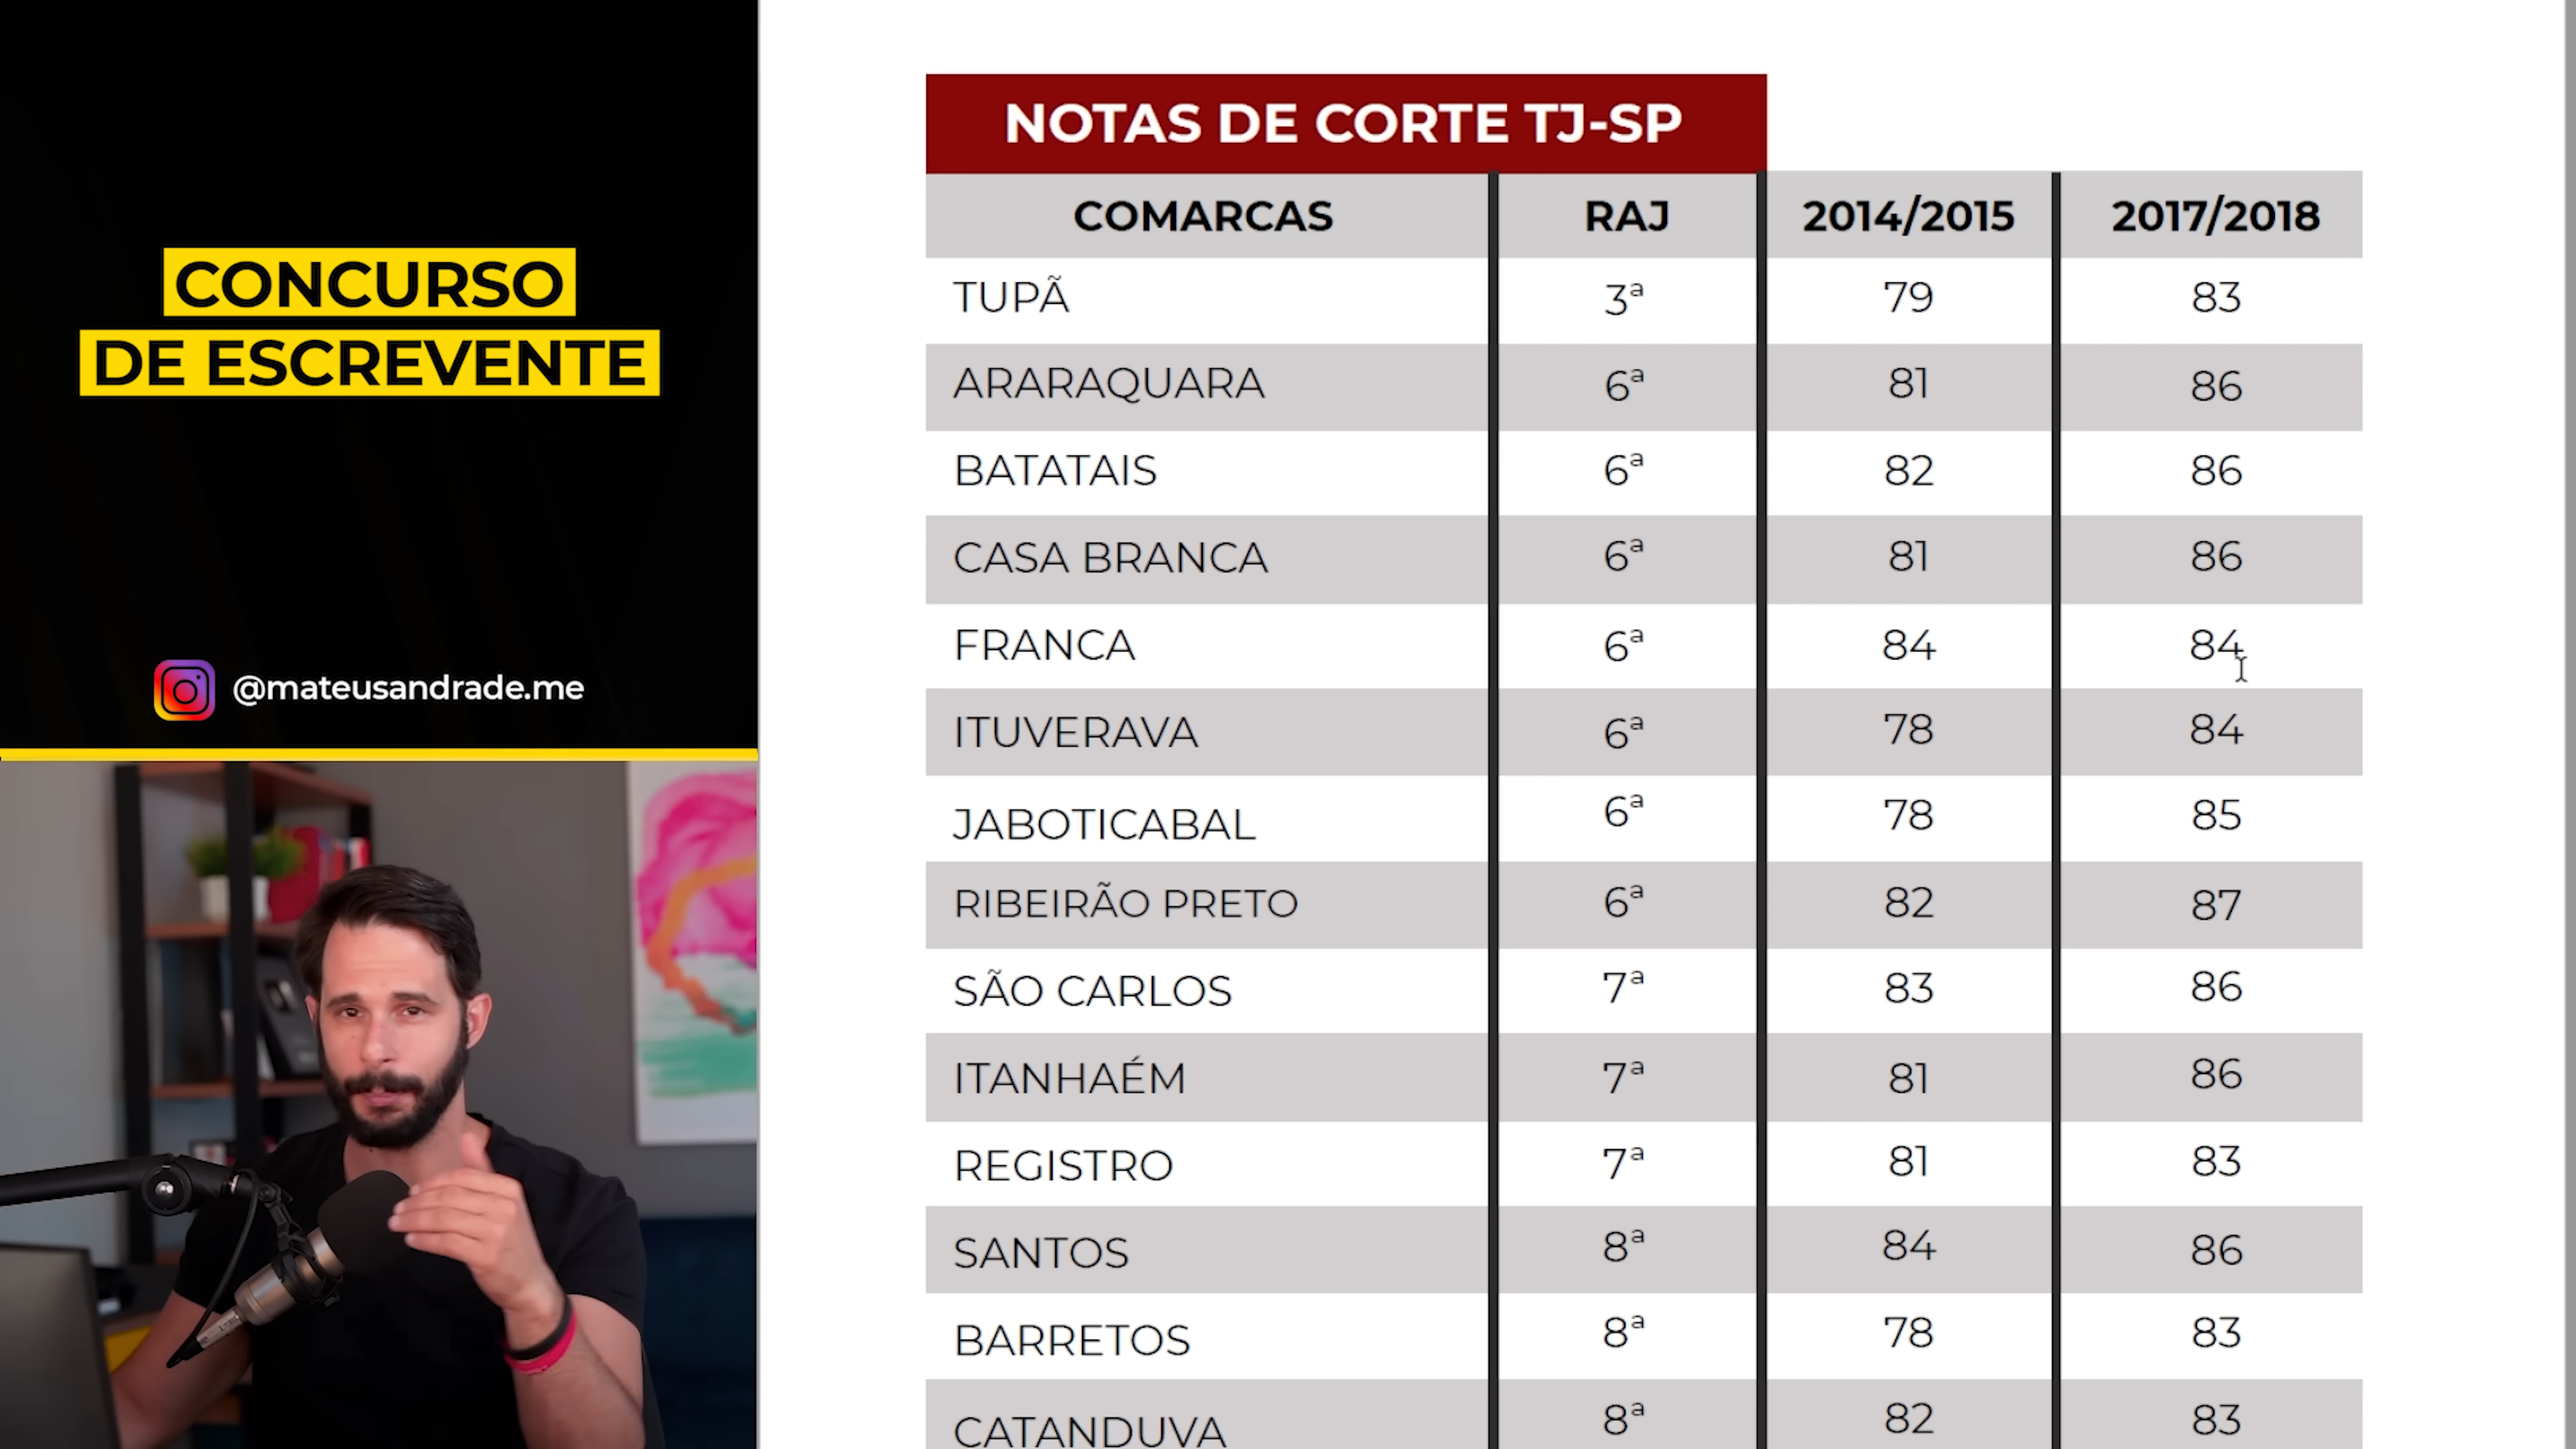 CONCURSO
DE ESCREVENTE
@mateusandrade.me
NOTAS DE CORTE TJ-SP
COMARCAS RAJ 2014/2015 2017/2018
TUPÃ 3ª 79 83
ARARAQUARA 6ª 81 86
BATATAIS 6ª 82 86
CASA BRANCA 6ª 81 86
FRANCA 6ª 84 84
ITUVERAVA 6ª 78 84
JABOTICABAL 6ª 78 85
RIBEIRÃO PRETO 6ª 82 87
SÃO CARLOS 7ª 83 86
ITANHAÉM 7ª 81 86
REGISTRO 7ª 81 83
SANTOS 8ª 84 86
BARRETOS 8ª 78 83
CATANDUVA 8ª 82 83